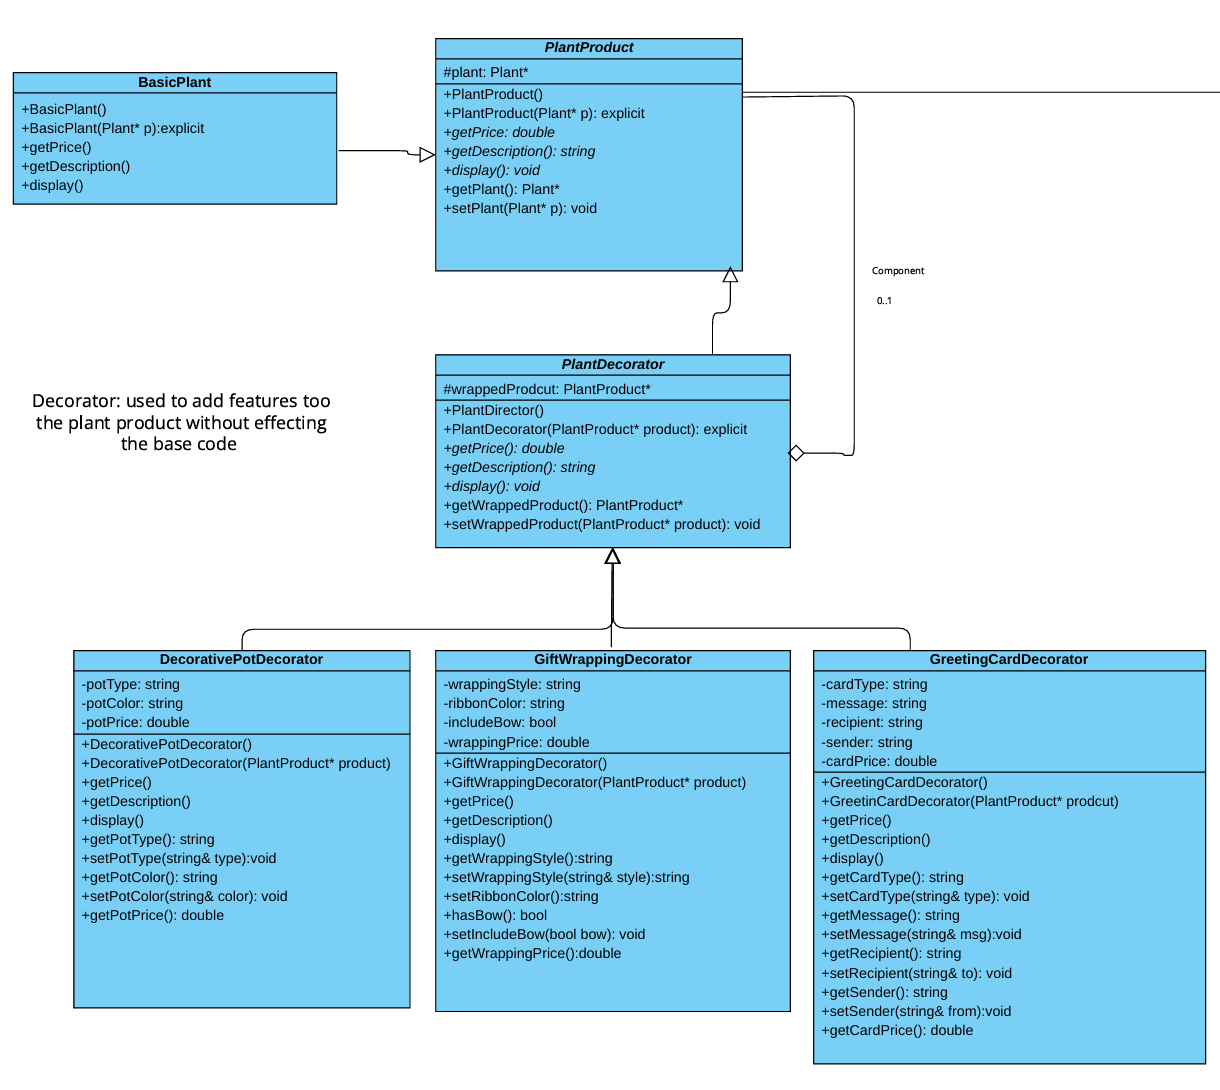 PlantProduct
#plant: Plant*
+PlantProduct()
+PlantProduct(Plant* p): explicit
+getPrice: double
+getDescription(): string
+display(): void
+getPlant(): Plant*
+setPlant(Plant* p): void
BasicPlant
+BasicPlant()
+BasicPlant(Plant* p):explicit
+getPrice()
+getDescription()
+display()
Component
0..1
PlantDecorator
#wrappedProdcut: PlantProduct*
+PlantDirector()
+PlantDecorator(PlantProduct* product): explicit
+getPrice(): double
+getDescription(): string
+display(): void
+getWrappedProduct(): PlantProduct*
+setWrappedProduct(PlantProduct* product): void
Decorator: used to add features too
the plant product without effecting
the base code
DecorativePotDecorator
-potType: string
-potColor: string
-potPrice: double
+DecorativePotDecorator()
+DecorativePotDecorator(PlantProduct* product)
+getPrice()
+getDescription()
+display()
+getPotType(): string
+setPotType(string& type):void
+getPotColor(): string
+setPotColor(string& color): void
+getPotPrice(): double
GiftWrappingDecorator
-wrappingStyle: string
-ribbonColor: string
-includeBow: bool
-wrappingPrice: double
+GiftWrappingDecorator()
+GiftWrappingDecorator(PlantProduct* product)
+getPrice()
+getDescription()
+display()
+getWrappingStyle():string
+setWrappingStyle(string& style):string
+setRibbonColor():string
+hasBow(): bool
+setIncludeBow(bool bow): void
+getWrappingPrice():double
GreetingCardDecorator
-cardType: string
-message: string
-recipient: string
-sender: string
-cardPrice: double
+GreetingCardDecorator()
+GreetinCardDecorator(PlantProduct* prodcut)
+getPrice()
+getDescription()
+display()
+getCardType(): string
+setCardType(string& type): void
+getMessage(): string
+setMessage(string& msg):void
+getRecipient(): string
+setRecipient(string& to): void
+getSender(): string
+setSender(string& from):void
+getCardPrice(): double